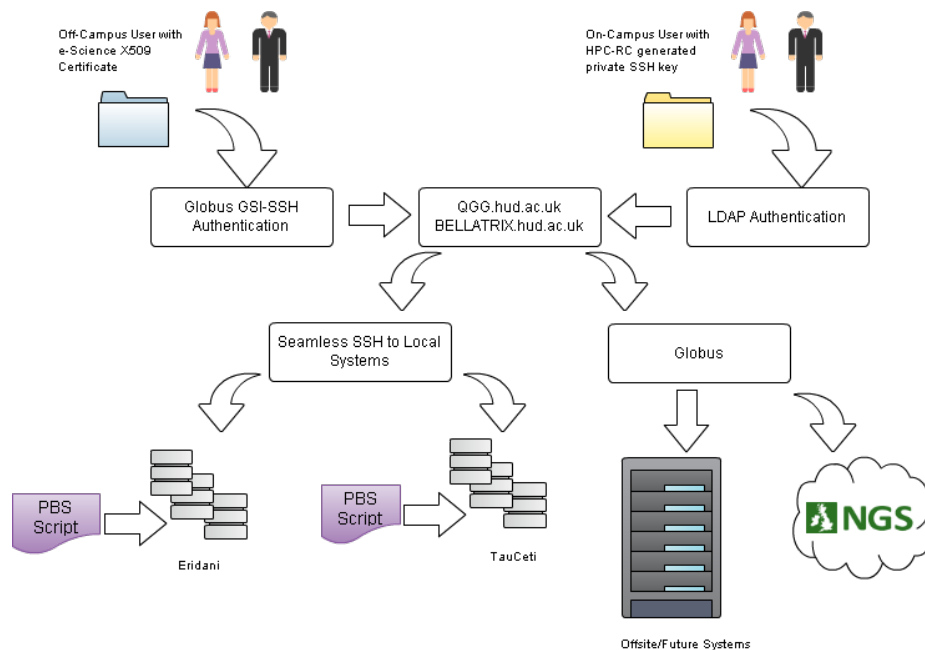 Off-Campus User with
e-Science X509
Certificate
On-Campus User with
HPC-RC generated
private SSH key
Globus GSI-SSH
Authentication
QGG.hud.ac.uk
BELLATRIX.hud.ac.uk
LDAP Authentication
Seamless SSH to Local
Systems
Globus
PBS
Script
Eridani
PBS
Script
TauCeti
NGS
Offsite/Future Systems